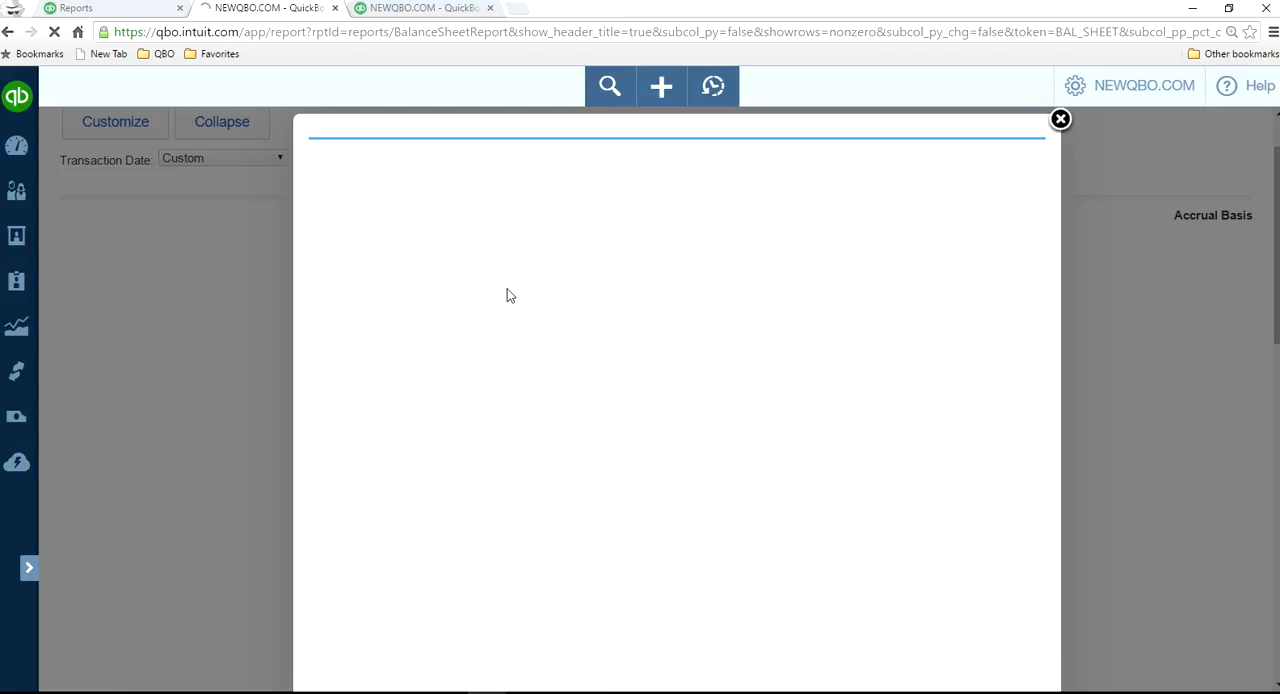 Reports
NEWQBO.COM - QuickBo
NEWQBO.COM - QuickBo
https://qbo.intuit.com/app/report?rptId=reports/BalanceSheetReport&show_header_title=true&subcol_py=false&showrows=nonzero&subcol_py_chg=false&token=BAL_SHEET&subcol_pp_pct_c
Bookmarks New Tab QBO Favorites Other bookmarks
qb NEWQBO.COM ? Help
Customize Collapse
Transaction Date: Custom
Accrual Basis